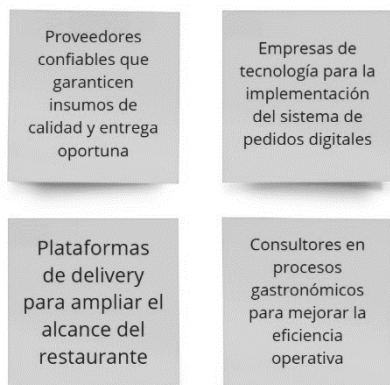 Proveedores
confiables que
garanticen
insumos de
calidad y entrega
oportuna
Empresas de
tecnología para la
implementación
del sistema de
pedidos digitales
Plataformas
de delivery
para ampliar el
alcance del
restaurante
Consultores en
procesos
gastronómicos
para mejorar la
eficiencia
operativa